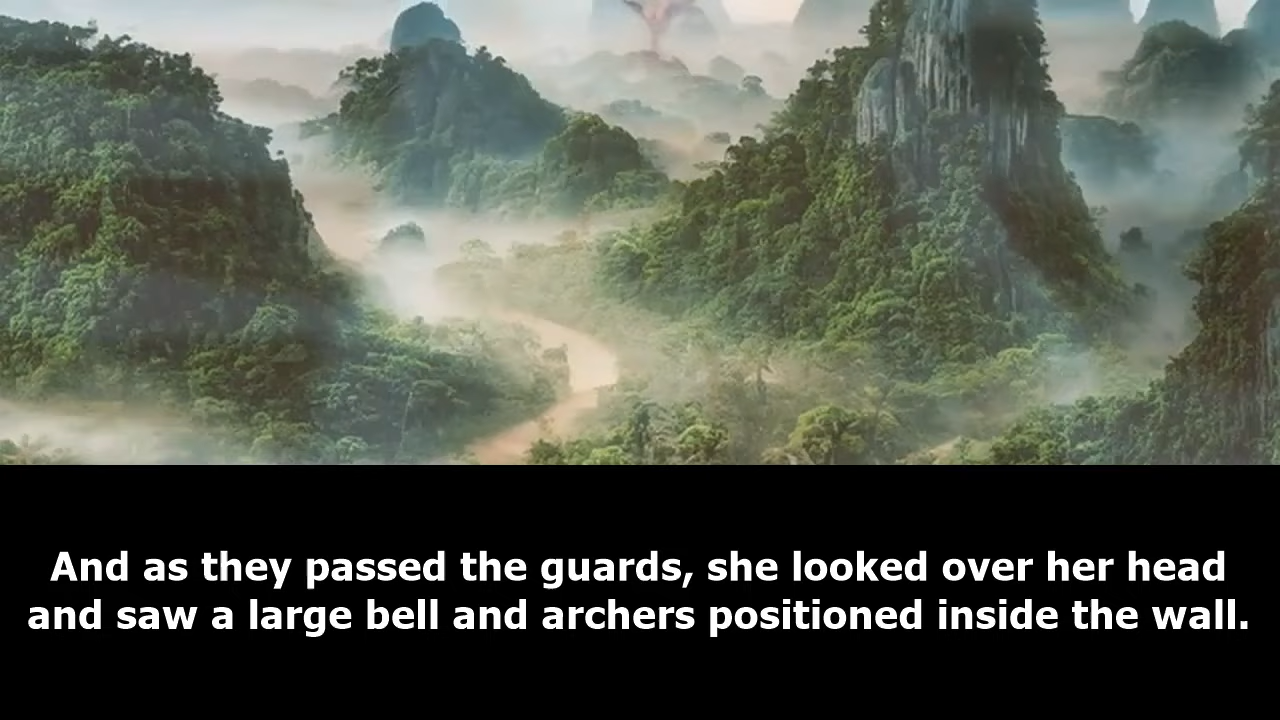 And as they passed the guards, she looked over her head
and saw a large bell and archers positioned inside the wall.